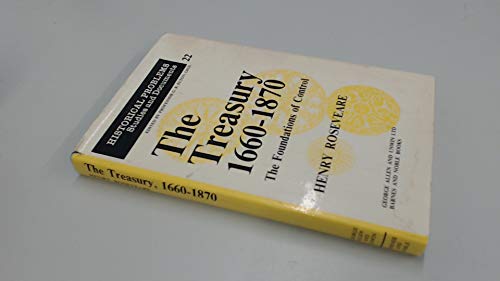 HISTORICAL PROBLEMS
Studies and Documents
22
The
Treasury
1660-1870
The Foundations of Control
HENRY ROSEVEARE
GEORGE ALLEN AND UNWIN LTD
BARNES AND NOBLE BOOKS
The Treasury, 1660-1870